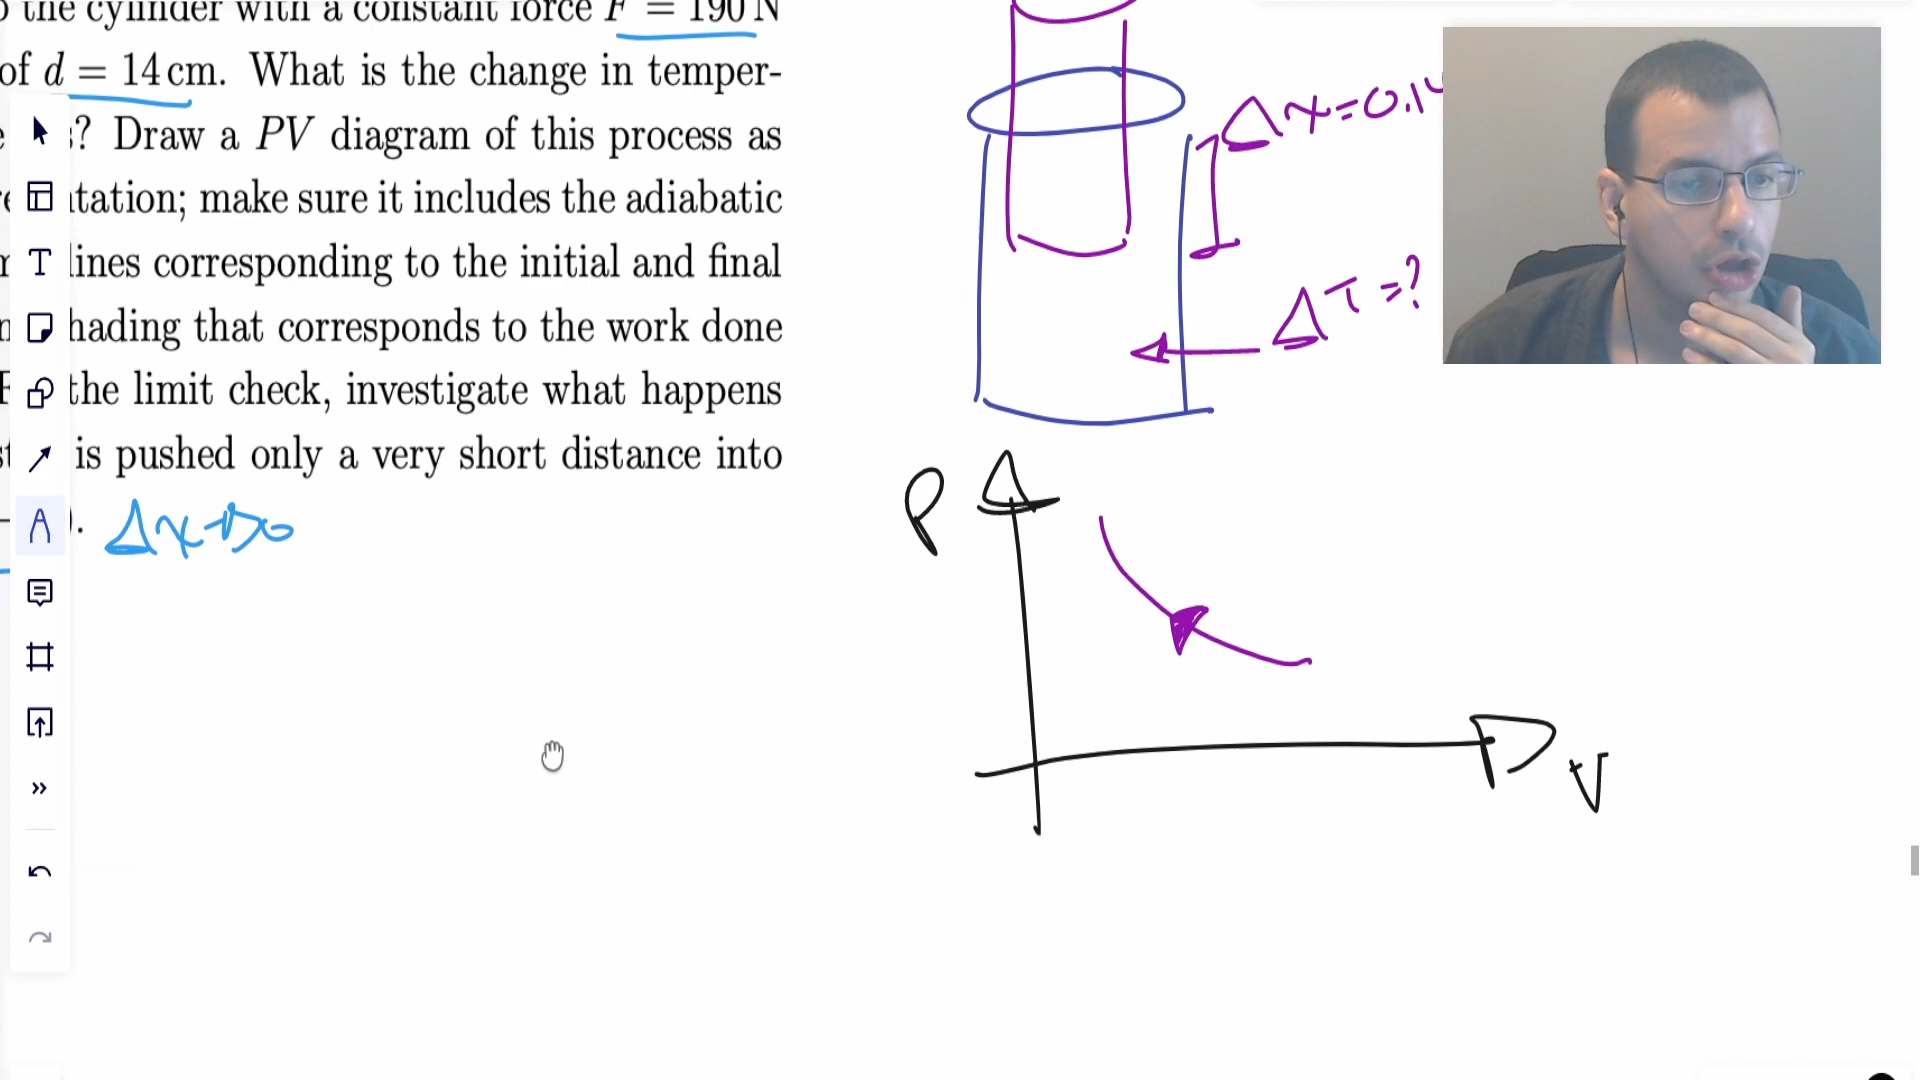 the cylinder with a constant force F = 190 N
of d = 14 cm. What is the change in temper-
? Draw a PV diagram of this process as
tation; make sure it includes the adiabatic
lines corresponding to the initial and final
hading that corresponds to the work done
the limit check, investigate what happens
is pushed only a very short distance into
Δx→0
Δx=0.14
ΔT=?
P
V
T